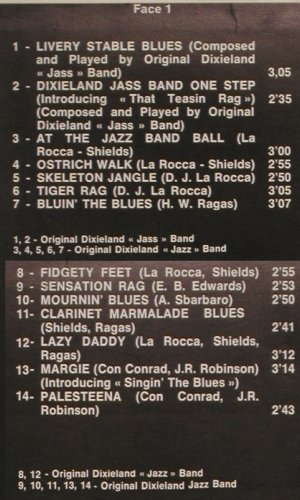 Face 1
1 - LIVERY STABLE BLUES (Composed
and Played by Original Dixieland
« Jass » Band) 3,05
2 - DIXIELAND JASS BAND ONE STEP
(Introducing « That Teasin Rag ») 2'35
(Composed and Played by Original
Dixieland « Jass » Band)
3 - AT THE JAZZ BAND BALL (La
Rocca - Shields) 3'00
4 - OSTRICH WALK (La Rocca - Shields) 2'55
5 - SKELETON JANGLE (D. J. La Rocca) 2'50
6 - TIGER RAG (D. J. La Rocca) 3'05
7 - BLUIN' THE BLUES (H. W. Ragas) 3'07
1, 2 - Original Dixieland « Jass » Band
3, 4, 5, 6, 7 - Original Dixieland « Jazz » Band
8 - FIDGETY FEET (La Rocca, Shields) 2'55
9 - SENSATION RAG (E. B. Edwards) 2'53
10- MOURNIN' BLUES (A. Sbarbaro) 2'50
11- CLARINET MARMALADE BLUES
(Shields, Ragas) 2'41
12- LAZY DADDY (La Rocca, Shields,
Ragas) 3'12
13- MARGIE (Con Conrad, J.R. Robinson) 3'14
(Introducing « Singin' The Blues »)
14- PALESTEENA (Con Conrad, J.R.
Robinson) 2'43
8, 12 - Original Dixieland « Jazz » Band
9, 10, 11, 13, 14 - Original Dixieland Jazz Band